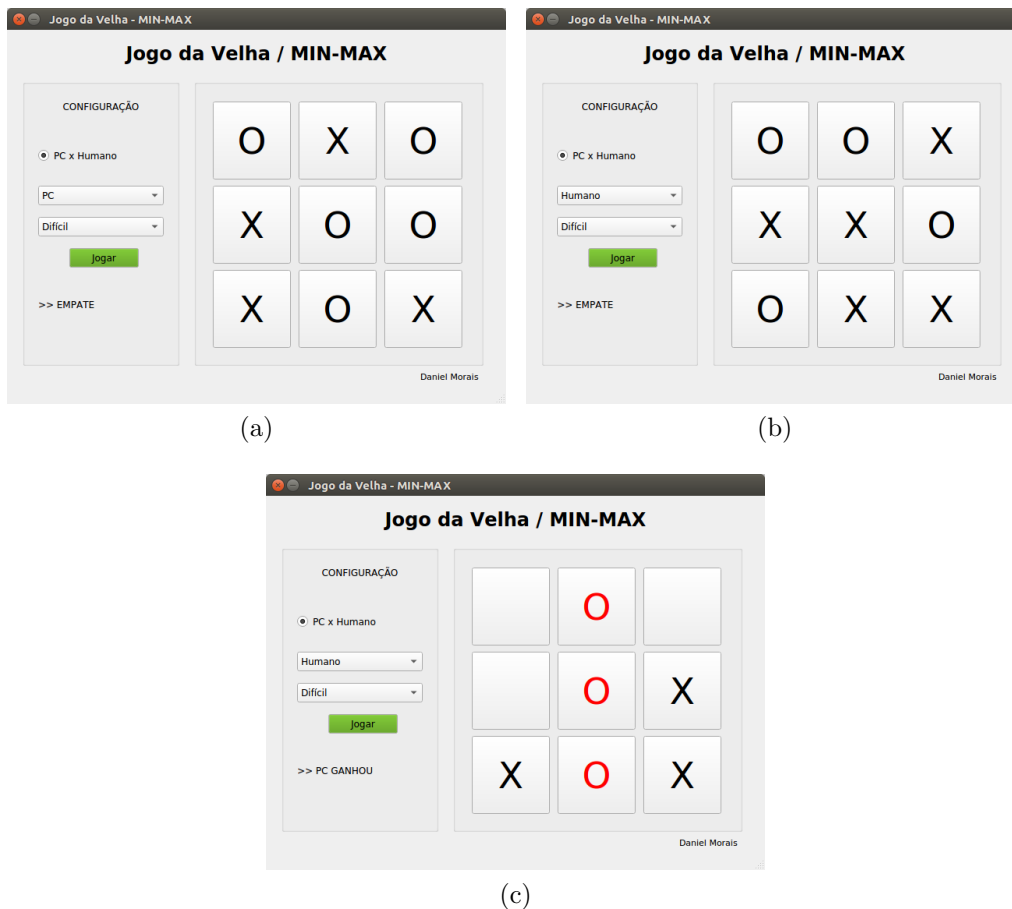 Jogo da Velha - MIN-MAX
Jogo da Velha / MIN-MAX
CONFIGURAÇÃO
PC x Humano
PC
Difícil
Jogar
>> EMPATE
O X O
X O O
X O X
Daniel Morais
(a)
Jogo da Velha - MIN-MAX
Jogo da Velha / MIN-MAX
CONFIGURAÇÃO
PC x Humano
Humano
Difícil
Jogar
>> EMPATE
O O X
X X O
O X X
Daniel Morais
(b)
Jogo da Velha - MIN-MAX
Jogo da Velha / MIN-MAX
CONFIGURAÇÃO
PC x Humano
Humano
Difícil
Jogar
>> PC GANHOU
O
O X
X O X
Daniel Morais
(c)